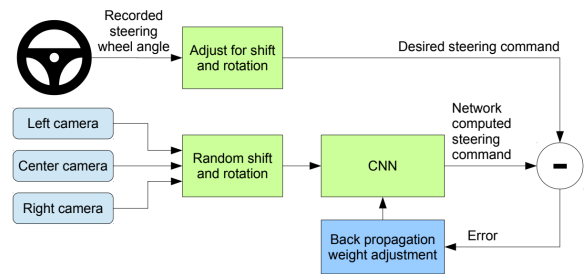 Recorded
steering
wheel angle
Adjust for shift
and rotation
Desired steering command
Left camera
Center camera
Right camera
Random shift
and rotation
CNN
Network
computed
steering
command
-
Back propagation
weight adjustment
Error